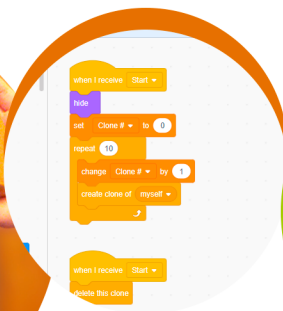 when I receive Start
hide
set Clone # to 0
repeat 10
change Clone # by 1
create clone of myself
when I receive Start
delete this clone